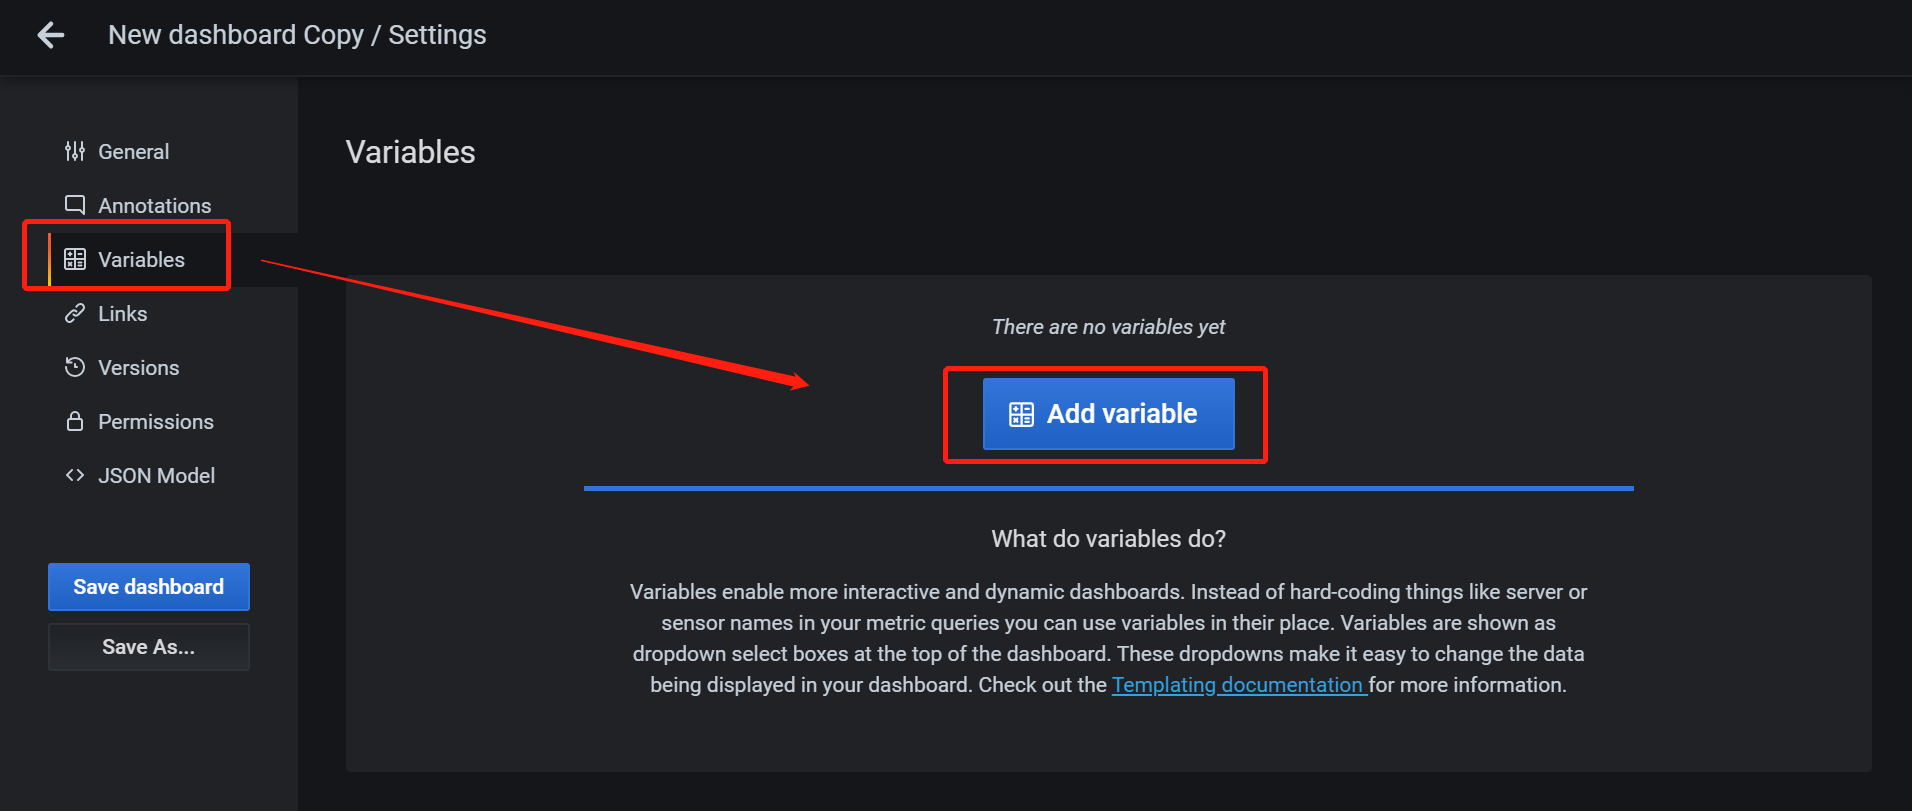 New dashboard Copy / Settings
General
Annotations
Variables
Links
Versions
Permissions
JSON Model
Save dashboard
Save As...
Variables
There are no variables yet
Add variable
What do variables do?
Variables enable more interactive and dynamic dashboards. Instead of hard-coding things like server or
sensor names in your metric queries you can use variables in their place. Variables are shown as
dropdown select boxes at the top of the dashboard. These dropdowns make it easy to change the data
being displayed in your dashboard. Check out the Templating documentation for more information.